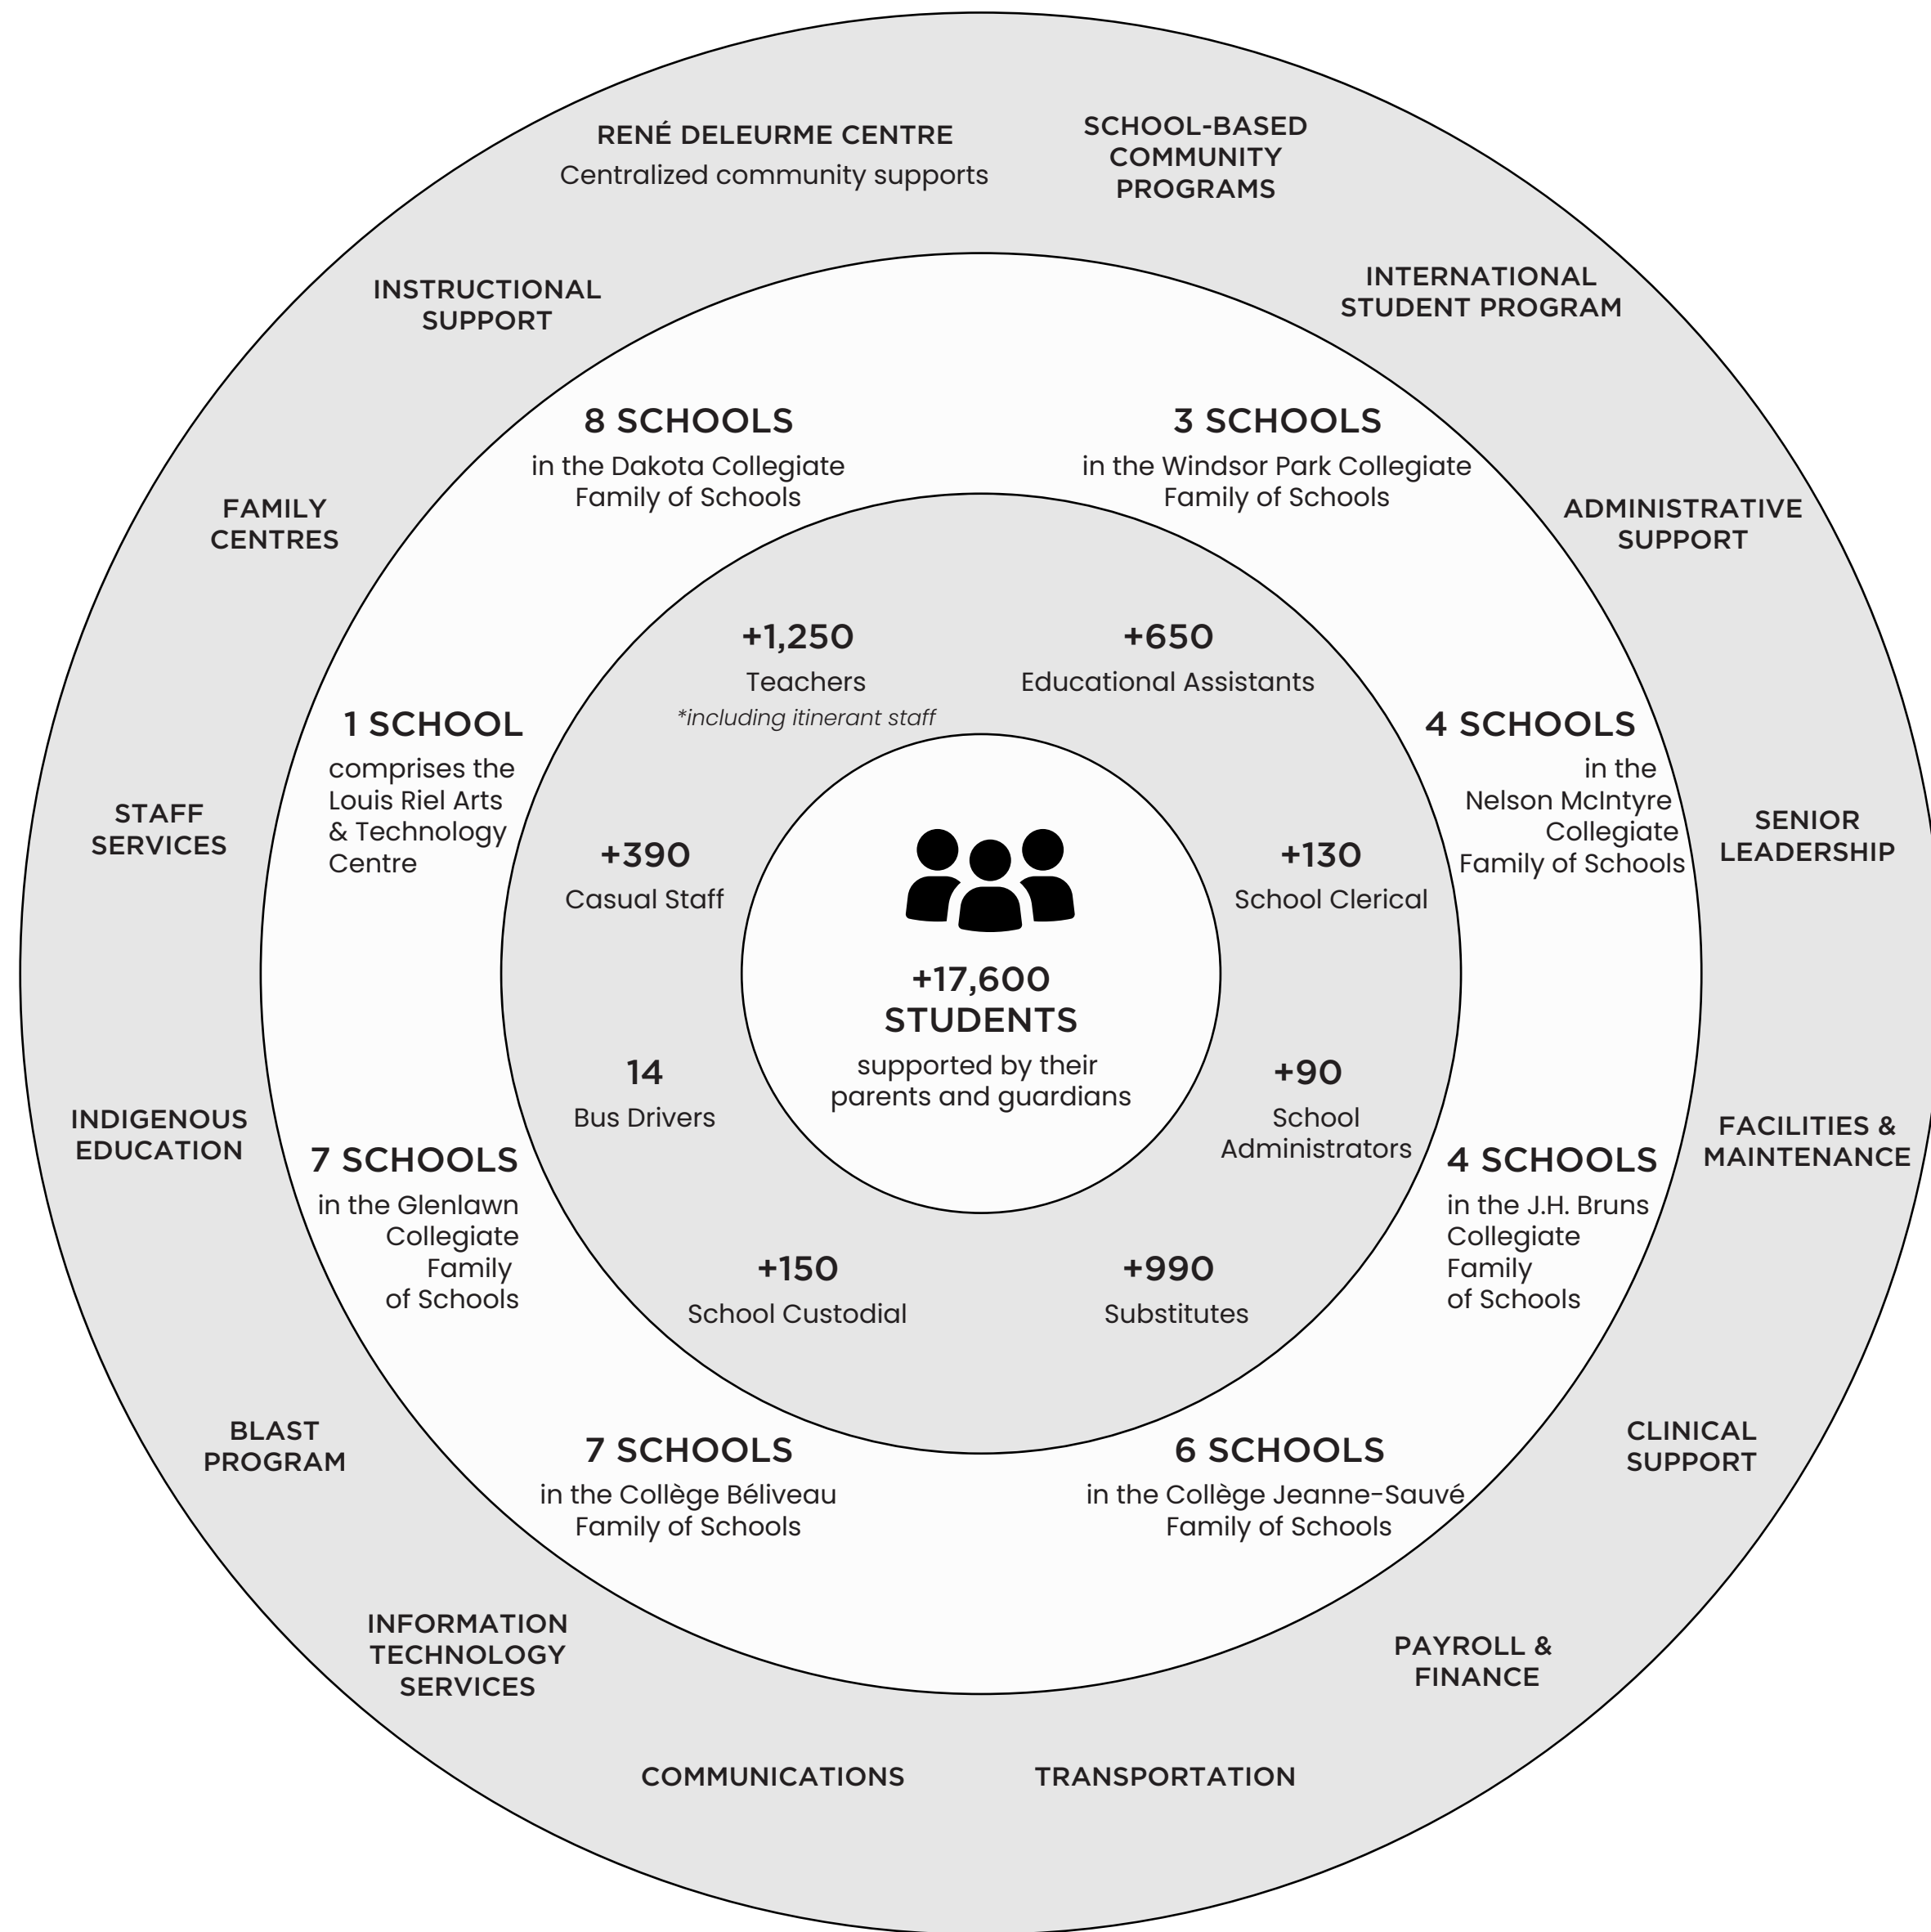 RENÉ DELEURME CENTRE
Centralized community supports
SCHOOL-BASED
COMMUNITY
PROGRAMS
INTERNATIONAL
STUDENT PROGRAM
ADMINISTRATIVE
SUPPORT
SENIOR
LEADERSHIP
FACILITIES &
MAINTENANCE
CLINICAL
SUPPORT
PAYROLL &
FINANCE
TRANSPORTATION
COMMUNICATIONS
INFORMATION
TECHNOLOGY
SERVICES
BLAST
PROGRAM
INDIGENOUS
EDUCATION
STAFF
SERVICES
FAMILY
CENTRES
INSTRUCTIONAL
SUPPORT
8 SCHOOLS
in the Dakota Collegiate
Family of Schools
3 SCHOOLS
in the Windsor Park Collegiate
Family of Schools
4 SCHOOLS
in the
Nelson McIntyre
Collegiate
Family of Schools
4 SCHOOLS
in the J.H. Bruns
Collegiate
Family
of Schools
6 SCHOOLS
in the Collège Jeanne-Sauvé
Family of Schools
7 SCHOOLS
in the Collège Béliveau
Family of Schools
7 SCHOOLS
in the Glenlawn
Collegiate
Family
of Schools
1 SCHOOL
comprises the
Louis Riel Arts
& Technology
Centre
+1,250
Teachers
*including itinerant staff
+650
Educational Assistants
+130
School Clerical
+90
School
Administrators
+990
Substitutes
+150
School Custodial
14
Bus Drivers
+390
Casual Staff
+17,600
STUDENTS
supported by their
parents and guardians